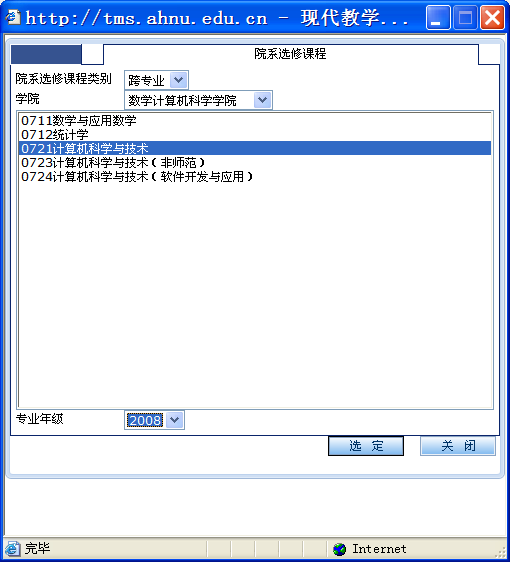 http://tms.ahnu.edu.cn - 现代教学...
院系选修课程
院系选修课程类别 跨专业
学院 数学计算机科学学院
0711数学与应用数学
0712统计学
0721计算机科学与技术
0723计算机科学与技术(非师范)
0724计算机科学与技术(软件开发与应用)
专业年级 2008
选 定 关 闭
完毕 Internet